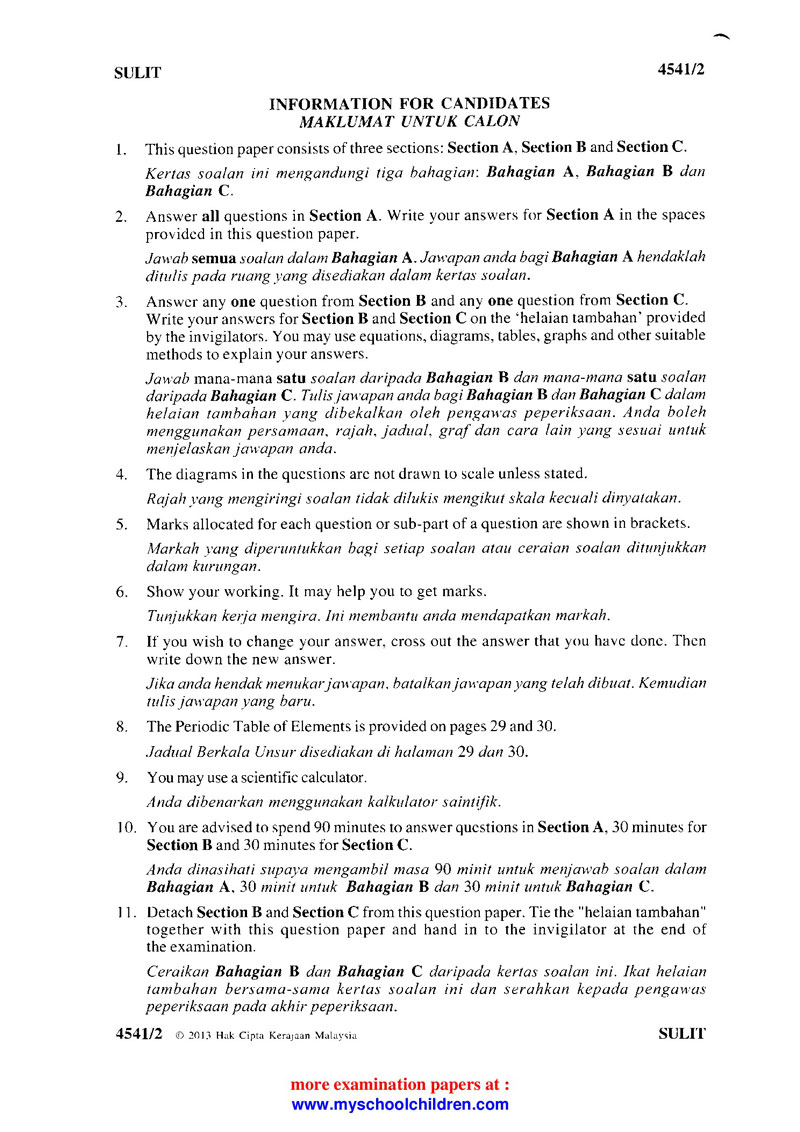 SULIT 4541/2
INFORMATION FOR CANDIDATES
MAKLUMAT UNTUK CALON
1. This question paper consists of three sections: Section A, Section B and Section C.
Kertas soalan ini mengandungi tiga bahagian: Bahagian A, Bahagian B dan
Bahagian C.
2. Answer all questions in Section A. Write your answers for Section A in the spaces
provided in this question paper.
Jawab semua soalan dalam Bahagian A. Jawapan anda bagi Bahagian A hendaklah
ditulis pada ruang yang disediakan dalam kertas soalan.
3. Answer any one question from Section B and any one question from Section C.
Write your answers for Section B and Section C on the 'helaian tambahan' provided
by the invigilators. You may use equations, diagrams, tables, graphs and other suitable
methods to explain your answers.
Jawab mana-mana satu soalan daripada Bahagian B dan mana-mana satu soalan
daripada Bahagian C. Tulis jawapan anda bagi Bahagian B dan Bahagian C dalam
helaian tambahan yang dibekalkan oleh pengawas peperiksaan. Anda boleh
menggunakan persamaan, rajah, jadual, graf dan cara lain yang sesuai untuk
menjelaskan jawapan anda.
4. The diagrams in the questions are not drawn to scale unless stated.
Rajah yang mengiringi soalan tidak dilukis mengikut skala kecuali dinyatakan.
5. Marks allocated for each question or sub-part of a question are shown in brackets.
Markah yang diperuntukkan bagi setiap soalan atau ceraian soalan ditunjukkan
dalam kurungan.
6. Show your working. It may help you to get marks.
Tunjukkan kerja mengira. Ini membantu anda mendapatkan markah.
7. If you wish to change your answer, cross out the answer that you have done. Then
write down the new answer.
Jika anda hendak menukar jawapan, batalkan jawapan yang telah dibuat. Kemudian
tulis jawapan yang baru.
8. The Periodic Table of Elements is provided on pages 29 and 30.
Jadual Berkala Unsur disediakan di halaman 29 dan 30.
9. You may use a scientific calculator.
Anda dibenarkan menggunakan kalkulator saintifik.
10. You are advised to spend 90 minutes to answer questions in Section A, 30 minutes for
Section B and 30 minutes for Section C.
Anda dinasihati supaya mengambil masa 90 minit untuk menjawab soalan dalam
Bahagian A, 30 minit untuk Bahagian B dan 30 minit untuk Bahagian C.
11. Detach Section B and Section C from this question paper. Tie the "helaian tambahan"
together with this question paper and hand in to the invigilator at the end of
the examination.
Ceraikan Bahagian B dan Bahagian C daripada kertas soalan ini. Ikat helaian
tambahan bersama-sama kertas soalan ini dan serahkan kepada pengawas
peperiksaan pada akhir peperiksaan.
4541/2 © 2013 Hak Cipta Kerajaan Malaysia SULIT
more examination papers at :
www.myschoolchildren.com